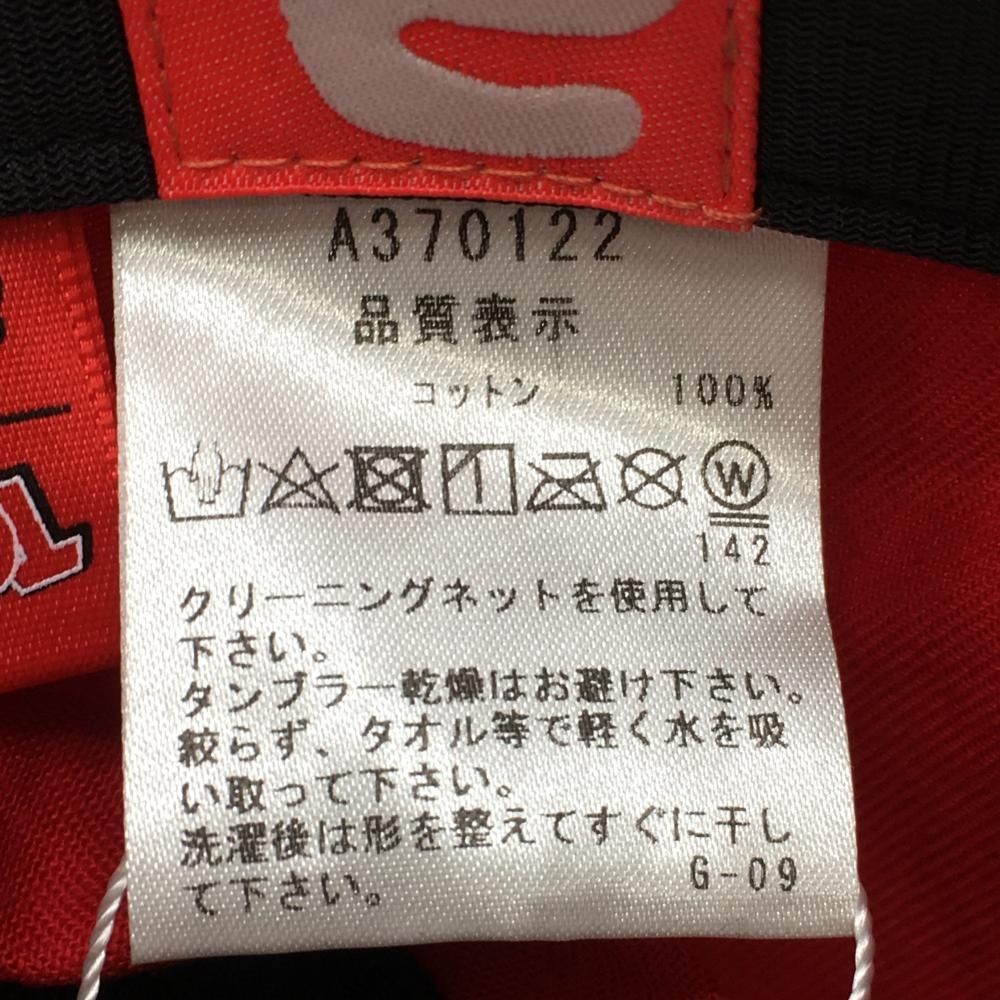 A370122
品質表示
コットン 100%
W
142
クリーニングネットを使用して
下さい。
タンブラー乾燥はお避け下さい。
絞らず、タオル等で軽く水を吸
い取って下さい。
洗濯後は形を整えてすぐに干し
て下さい。 G-09